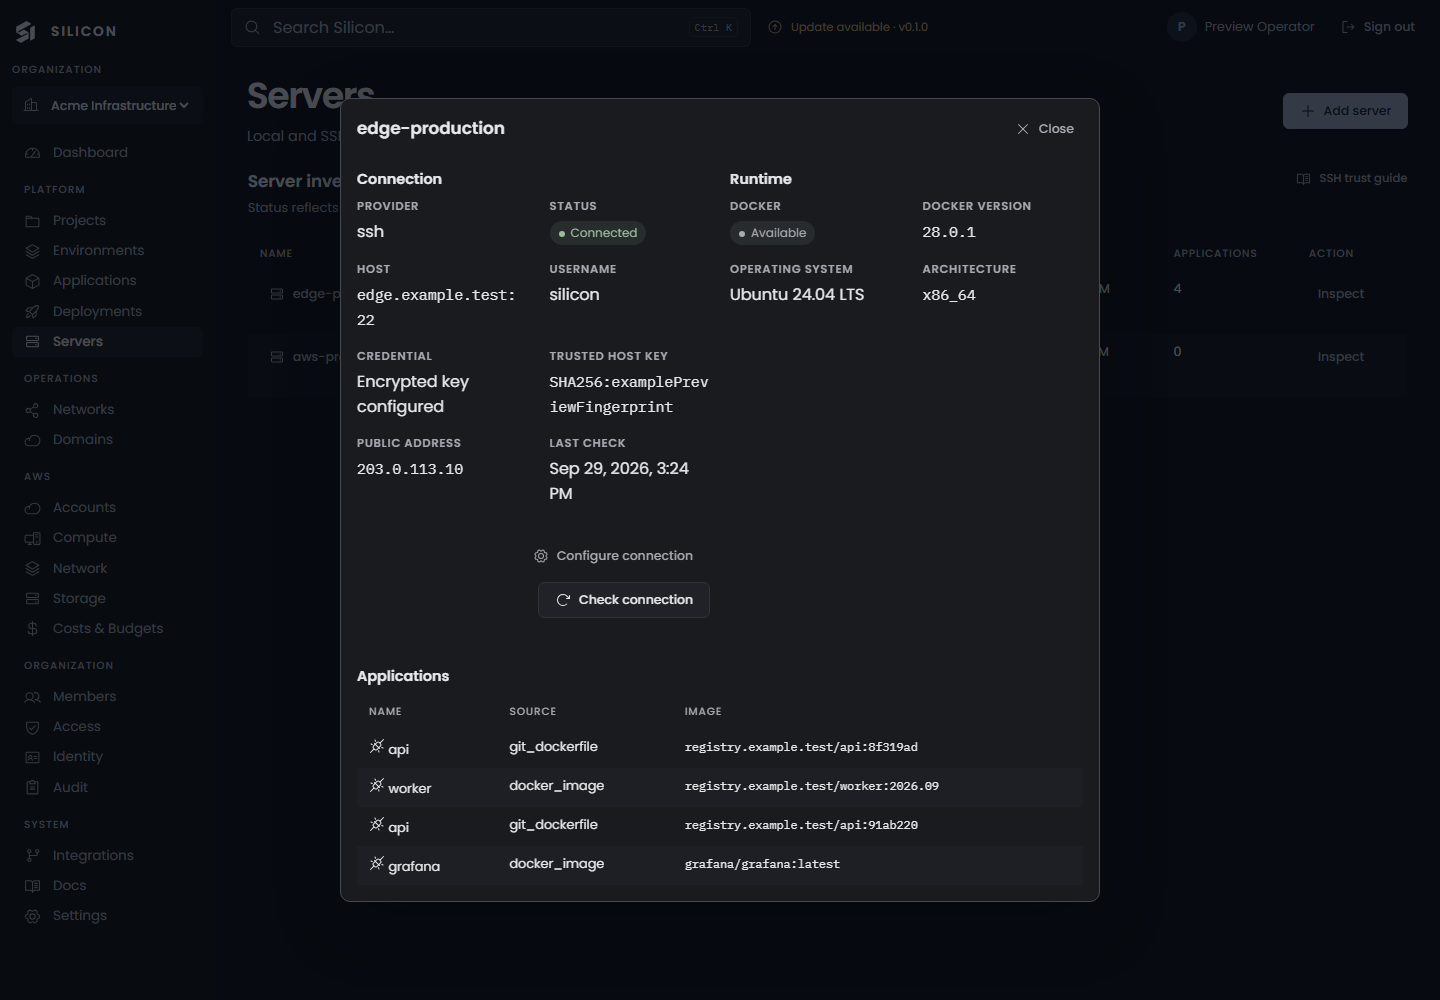 SILICON
Search Silicon...
Ctrl K
Update available · v0.1.0
P
Preview Operator
Sign out
ORGANIZATION
Acme Infrastructure
Dashboard
PLATFORM
Projects
Environments
Applications
Deployments
Servers
OPERATIONS
Networks
Domains
AWS
Accounts
Compute
Network
Storage
Costs & Budgets
ORGANIZATION
Members
Access
Identity
Audit
SYSTEM
Integrations
Docs
Settings
Servers
Local and SS
Add server
Server inve
SSH trust guide
Status reflects
NAME
APPLICATIONS
ACTION
edge-p
M
4
Inspect
aws-pr
M
0
Inspect
edge-production
Close
Connection
Runtime
PROVIDER
STATUS
DOCKER
DOCKER VERSION
ssh
Connected
Available
28.0.1
HOST
USERNAME
OPERATING SYSTEM
ARCHITECTURE
edge.example.test:
22
silicon
Ubuntu 24.04 LTS
x86_64
CREDENTIAL
TRUSTED HOST KEY
Encrypted key
configured
SHA256:examplePrev
iewFingerprint
PUBLIC ADDRESS
LAST CHECK
203.0.113.10
Sep 29, 2026, 3:24
PM
Configure connection
Check connection
Applications
NAME
SOURCE
IMAGE
api
git_dockerfile
registry.example.test/api:8f319ad
worker
docker_image
registry.example.test/worker:2026.09
api
git_dockerfile
registry.example.test/api:91ab220
grafana
docker_image
grafana/grafana:latest